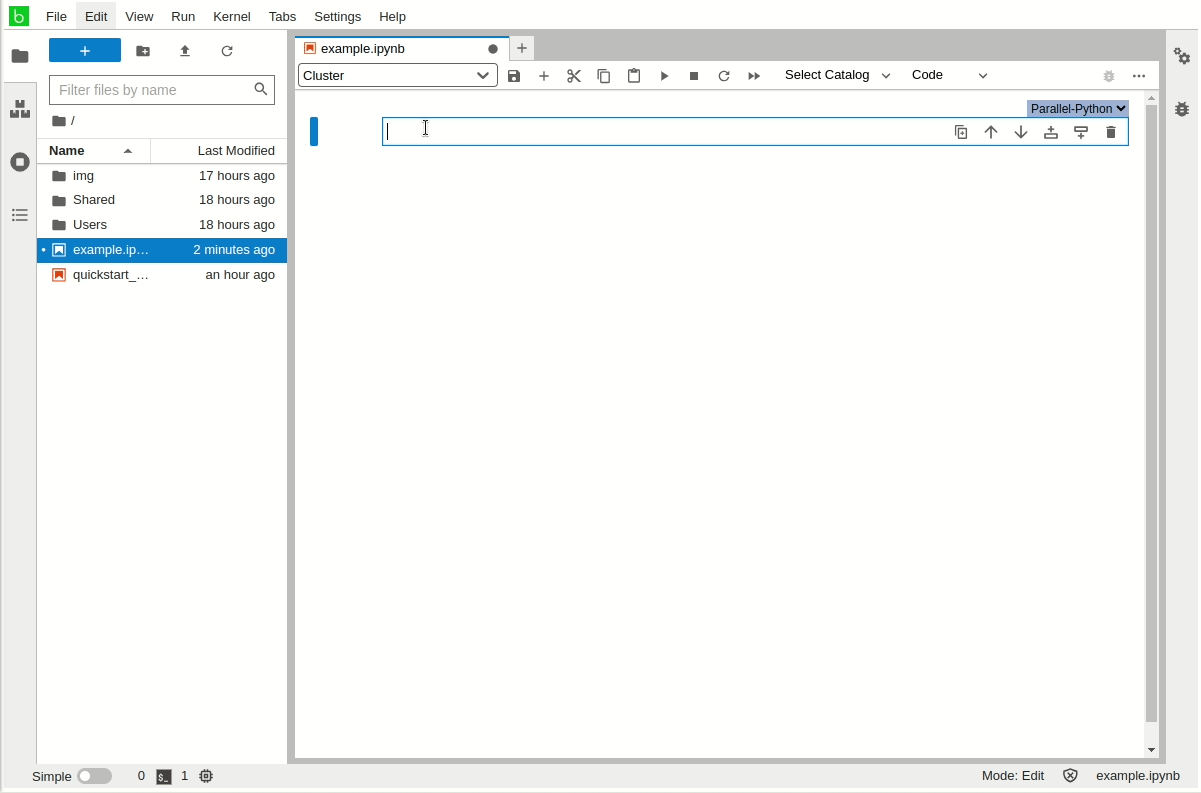 File Edit View Run Kernel Tabs Settings Help
example.ipynb
Cluster
Select Catalog
Code
Filter files by name
/
Parallel-Python
Name Last Modified
img 17 hours ago
Shared 18 hours ago
Users 18 hours ago
example.ip… 2 minutes ago
quickstart_… an hour ago
Simple 0 1 Mode: Edit example.ipynb